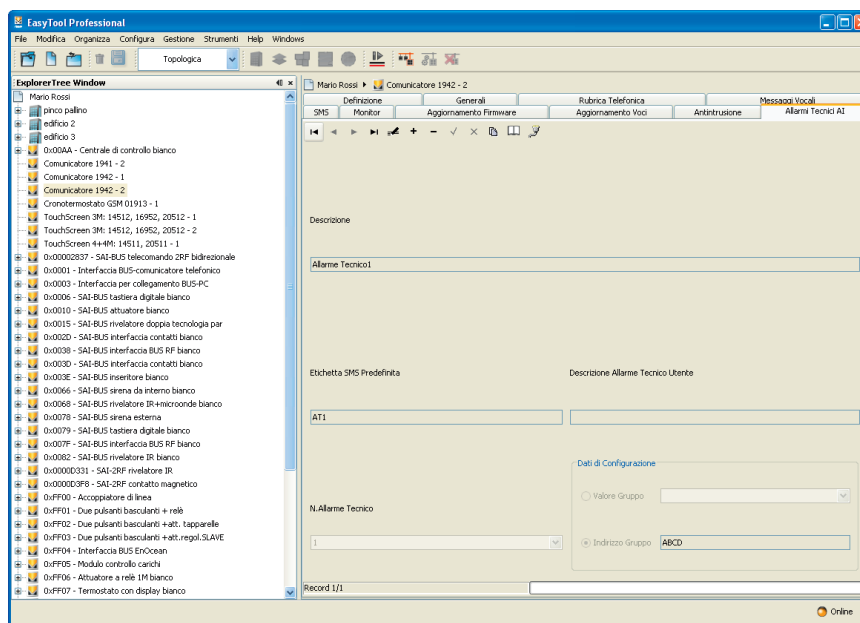 EasyTool Professional
File Modifica Organizza Configura Gestione Strumenti Help Windows
Topologica
ExplorerTree Window
Mario Rossi
pinco pallino
edificio 2
edificio 3
0x00AA - Centrale di controllo bianco
Comunicatore 1941 - 2
Comunicatore 1942 - 1
Comunicatore 1942 - 2
Cronotermostato GSM 01913 - 1
TouchScreen 3M: 14512, 16952, 20512 - 1
TouchScreen 3M: 14512, 16952, 20512 - 2
TouchScreen 4+4M: 14511, 20511 - 1
0x00002837 - SAI-BUS telecomando 2RF bidirezionale
0x0001 - Interfaccia BUS-comunicatore telefonico
0x0003 - Interfaccia per collegamento BUS-PC
0x0006 - SAI-BUS tastiera digitale bianco
0x0010 - SAI-BUS attuatore bianco
0x0015 - SAI-BUS rivelatore doppia tecnologia par
0x002D - SAI-BUS interfaccia contatti bianco
0x0038 - SAI-BUS interfaccia BUS RF bianco
0x003D - SAI-BUS interfaccia contatti bianco
0x003E - SAI-BUS inseritore bianco
0x0066 - SAI-BUS sirena da interno bianco
0x0068 - SAI-BUS rivelatore IR+microonde bianco
0x0078 - SAI-BUS sirena esterna
0x0079 - SAI-BUS tastiera digitale bianco
0x007F - SAI-BUS interfaccia BUS RF bianco
0x0082 - SAI-BUS rivelatore IR bianco
0x0000D331 - SAI-2RF rivelatore IR
0x0000D3F8 - SAI-2RF contatto magnetico
0xFF00 - Accoppiatore di linea
0xFF01 - Due pulsanti basculanti + relè
0xFF02 - Due pulsanti basculanti +att. tapparelle
0xFF03 - Due pulsanti basculanti +att.regol.SLAVE
0xFF04 - Interfaccia BUS EnOcean
0xFF05 - Modulo controllo carichi
0xFF06 - Attuatore a relè 1M bianco
0xFF07 - Termostato con display bianco
Mario Rossi Comunicatore 1942 - 2
Definizione Generali Rubrica Telefonica Messaggi Vocali
SMS Monitor Aggiornamento Firmware Aggiornamento Voci Antintrusione Allarmi Tecnici AI
Descrizione
Allarme Tecnico1
Etichetta SMS Predefinita Descrizione Allarme Tecnico Utente
AT1
Dati di Configurazione
Valore Gruppo
N.Allarme Tecnico
1 Indirizzo Gruppo ABCD
Record 1/1
Online